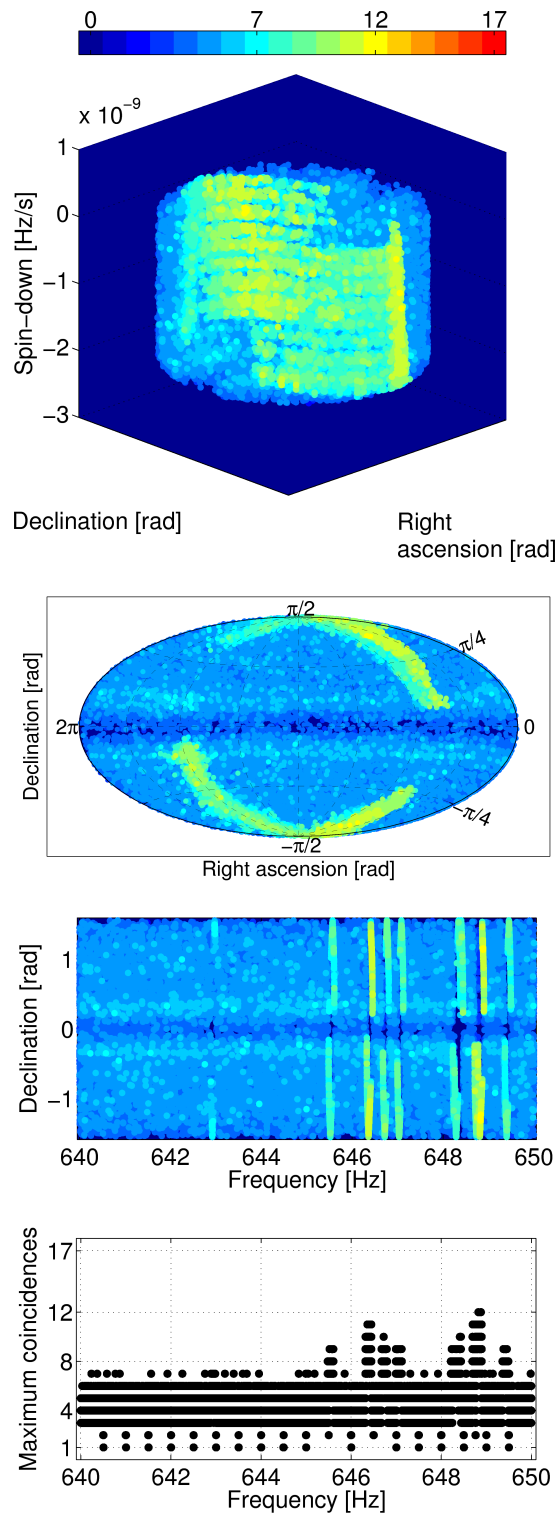 0 7 12 17
x 10⁻⁹
1
0
−1
−2
−3
Spin−down [Hz/s]
Declination [rad]
Right
ascension [rad]
π/2
π/4
2π
0
−π/4
−π/2
Declination [rad]
Right ascension [rad]
1
0
−1
Declination [rad]
640 642 644 646 648 650
Frequency [Hz]
17
12
8
4
1
Maximum coincidences
640 642 644 646 648 650
Frequency [Hz]